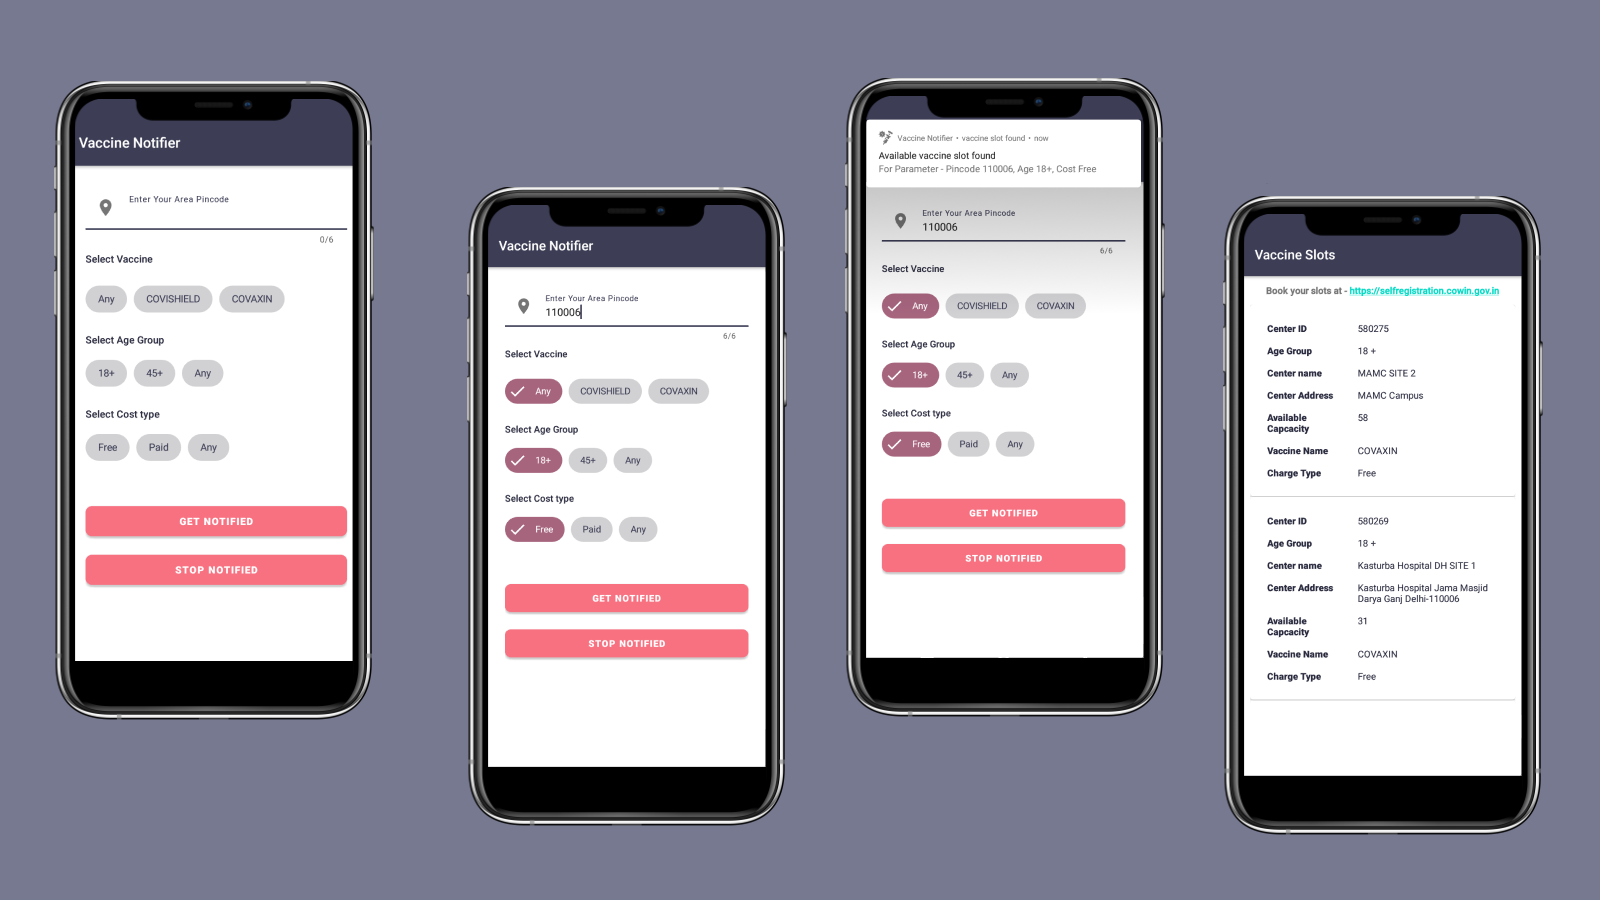 Vaccine Notifier
Enter Your Area Pincode
0/6
Select Vaccine
Any COVISHIELD COVAXIN
Select Age Group
18+ 45+ Any
Select Cost type
Free Paid Any
GET NOTIFIED
STOP NOTIFIED
Vaccine Notifier
Enter Your Area Pincode
110006
6/6
Select Vaccine
Any COVISHIELD COVAXIN
Select Age Group
18+ 45+ Any
Select Cost type
Free Paid Any
GET NOTIFIED
STOP NOTIFIED
Vaccine Notifier • vaccine slot found • now
Available vaccine slot found
For Parameter - Pincode 110006, Age 18+, Cost Free
Enter Your Area Pincode
110006
6/6
Select Vaccine
Any COVISHIELD COVAXIN
Select Age Group
18+ 45+ Any
Select Cost type
Free Paid Any
GET NOTIFIED
STOP NOTIFIED
Vaccine Slots
Book your slots at - https://selfregistration.cowin.gov.in
Center ID 580275
Age Group 18 +
Center name MAMC SITE 2
Center Address MAMC Campus
Available 58
Capcacity
Vaccine Name COVAXIN
Charge Type Free
Center ID 580269
Age Group 18 +
Center name Kasturba Hospital DH SITE 1
Center Address Kasturba Hospital Jama Masjid
Darya Ganj Delhi-110006
Available 31
Capcacity
Vaccine Name COVAXIN
Charge Type Free